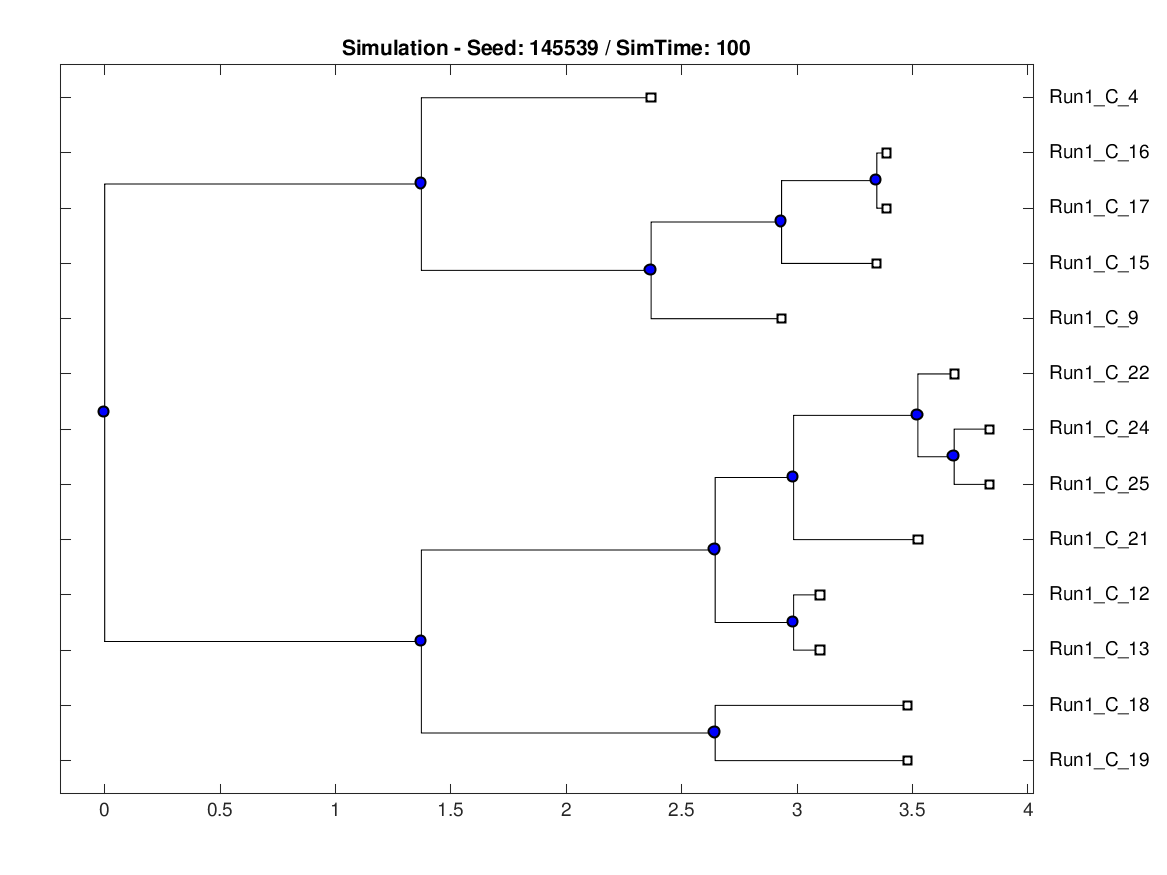 Simulation - Seed: 145539 / SimTime: 100
Run1_C_4
Run1_C_16
Run1_C_17
Run1_C_15
Run1_C_9
Run1_C_22
Run1_C_24
Run1_C_25
Run1_C_21
Run1_C_12
Run1_C_13
Run1_C_18
Run1_C_19
0 0.5 1 1.5 2 2.5 3 3.5 4